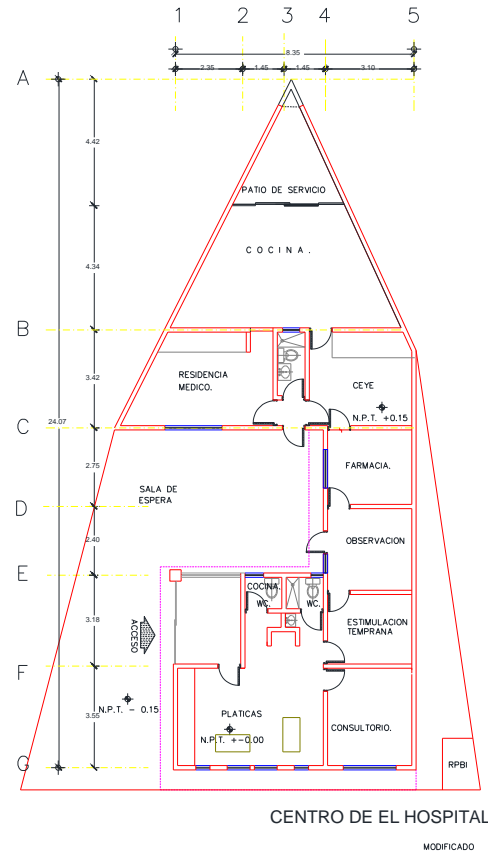 1 2 3 4 5
8.35
2.35 1.45 1.45 3.10
A
4.42
PATIO DE SERVICIO
COCINA.
4.34
B
RESIDENCIA
MEDICO.
3.42
CEYE
N.P.T. +0.15
24.07
C
2.75
FARMACIA.
SALA DE
ESPERA
D
OBSERVACION
2.40
E
COCINA.
WC.
WC.
ESTIMULACION
TEMPRANA
ACCESO
3.18
F
N.P.T. - 0.15
3.55
PLATICAS
N.P.T. +-0.00
CONSULTORIO.
G
RPBI
CENTRO DE EL HOSPITAL
MODIFICADO